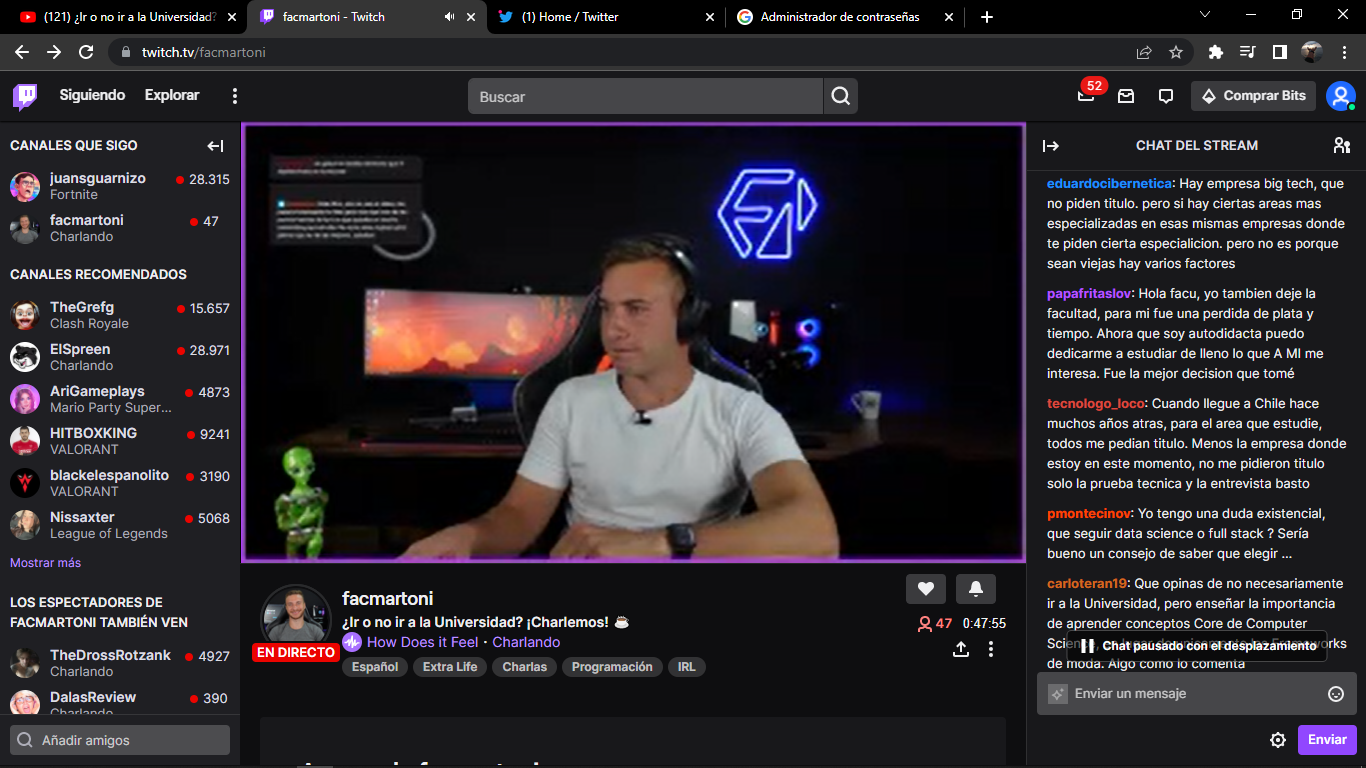 (121) ¿Ir o no ir a la Universidad?
facmartoni - Twitch
(1) Home / Twitter
Administrador de contraseñas
twitch.tv/facmartoni
Siguiendo
Explorar
Buscar
52
Comprar Bits
CANALES QUE SIGO
juansguarnizo
28.315
Fortnite
facmartoni
47
Charlando
CANALES RECOMENDADOS
TheGrefg
15.657
Clash Royale
ElSpreen
28.971
Charlando
AriGameplays
4873
Mario Party Super...
HITBOXKING
9241
VALORANT
blackelespanolito
3190
VALORANT
Nissaxter
5068
League of Legends
Mostrar más
LOS ESPECTADORES DE
FACMARTONI TAMBIÉN VEN
TheDrossRotzank
4927
Charlando
DalasReview
390
Charlando
Añadir amigos
facmartoni
¿Ir o no ir a la Universidad? ¡Charlemos! ☕
How Does it Feel · Charlando
EN DIRECTO
Español
Extra Life
Charlas
Programación
IRL
47
0:47:55
CHAT DEL STREAM
eduardocibernetica: Hay empresa big tech, que
no piden titulo. pero si hay ciertas areas mas
especializadas en esas mismas empresas donde
te piden cierta especialicion. pero no es porque
sean viejas hay varios factores
papafritaslov: Hola facu, yo tambien deje la
facultad, para mi fue una perdida de plata y
tiempo. Ahora que soy autodidacta puedo
dedicarme a estudiar de lleno lo que A MI me
interesa. Fue la mejor decision que tomé
tecnologo_loco: Cuando llegue a Chile hace
muchos años atras, para el area que estudie,
todos me pedian titulo. Menos la empresa donde
estoy en este momento, no me pidieron titulo
solo la prueba tecnica y la entrevista basto
pmontecinov: Yo tengo una duda existencial,
que seguir data science o full stack ? Sería
bueno un consejo de saber que elegir ...
carloteran19: Que opinas de no necesariamente
ir a la Universidad, pero enseñar la importancia
de aprender conceptos Core de Computer
Chat pausado con el desplazamiento
de moda. Algo como lo comenta
Enviar un mensaje
Enviar